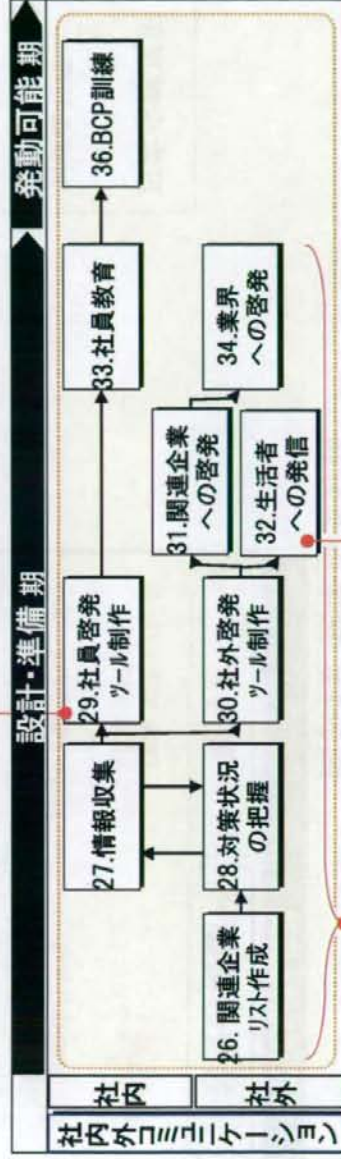 設計・準備 期
発動可能 期
社内外コミュニケーション
社内
社外
27.情報収集
29.社員啓発
ツール制作
33.社員教育
36.BCP訓練
26. 関連企業
リスト作成
28.対策状況
の把握
30.社外啓発
ツール制作
31.関連企業
への啓発
32.生活者
への発信
34.業界
への啓発